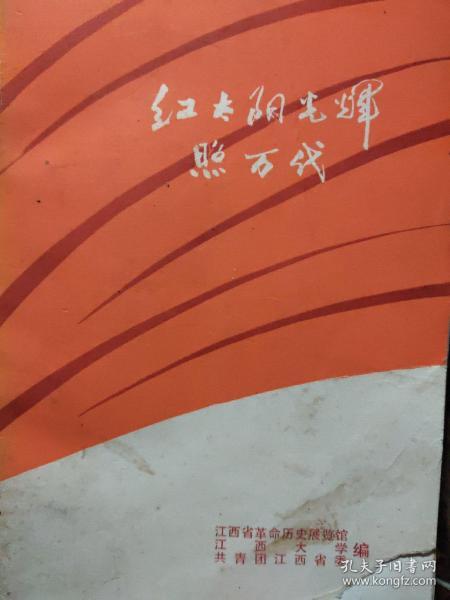 红太阳光辉
照万代
江西省革命历史展览馆
江西大学
共青团江西省委
编
孔夫子旧书网
www.kongfz.com